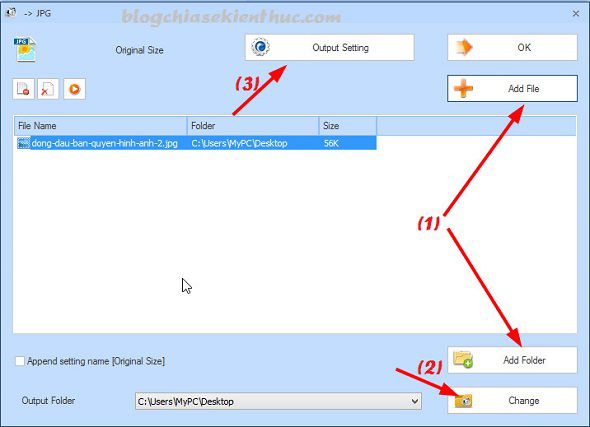 blogchiasekienthuc.com
-> JPG
Original Size
Output Setting
OK
(3)
Add File
File Name Folder Size
dong-dau-ban-quyen-hinh-anh-2.jpg C:\Users\MyPC\Desktop 56K
(1)
Append setting name [Original Size]
Add Folder
(2)
Output Folder C:\Users\MyPC\Desktop
Change